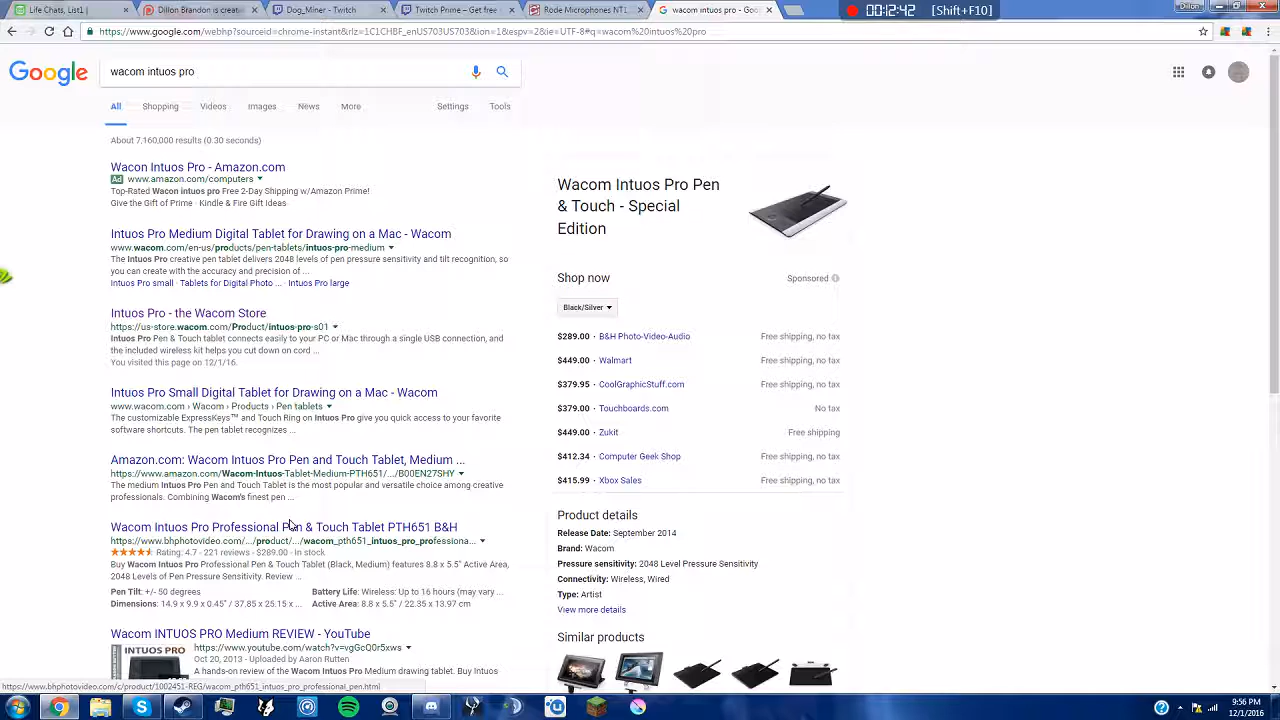 Life Chats, List1 |
Dillon Brandon is creat
Dog_Miner - Twitch
Twitch Prime – Get free
Rode Microphones NT1
wacom intuos pro - Goo
Dillon
00:12:42 [Shift+F10]
https://www.google.com/webhp?sourceid=chrome-instant&rlz=1C1CHBF_enUS703US703&ion=1&espv=2&ie=UTF-8#q=wacom%20intuos%20pro
Google
wacom intuos pro
All Shopping Videos Images News More Settings Tools
About 7,160,000 results (0.30 seconds)
Wacon Intuos Pro - Amazon.com
Ad www.amazon.com/computers
Top-Rated Wacon intuos pro Free 2-Day Shipping w/Amazon Prime!
Give the Gift of Prime · Kindle & Fire Gift Ideas
Intuos Pro Medium Digital Tablet for Drawing on a Mac - Wacom
www.wacom.com/en-us/products/pen-tablets/intuos-pro-medium
The Intuos Pro creative pen tablet delivers 2048 levels of pen pressure sensitivity and tilt recognition, so
you can create with the accuracy and precision of ...
Intuos Pro small · Tablets for Digital Photo ... · Intuos Pro large
Intuos Pro - the Wacom Store
https://us-store.wacom.com/Product/intuos-pro-s01
Intuos Pro Pen & Touch tablet connects easily to your PC or Mac through a single USB connection, and
the included wireless kit helps you cut down on cord ...
You visited this page on 12/1/16.
Intuos Pro Small Digital Tablet for Drawing on a Mac - Wacom
www.wacom.com › Wacom › Products › Pen tablets
The customizable ExpressKeys™ and Touch Ring on Intuos Pro give you quick access to your favorite
software shortcuts. The pen tablet recognizes ...
Amazon.com: Wacom Intuos Pro Pen and Touch Tablet, Medium ...
https://www.amazon.com/Wacom-Intuos-Tablet-Medium-PTH651/.../B00EN27SHY
The medium Intuos Pro Pen and Touch Tablet is the most popular and versatile choice among creative
professionals. Combining Wacom's finest pen ...
Wacom Intuos Pro Professional Pen & Touch Tablet PTH651 B&H
https://www.bhphotovideo.com/.../product/.../wacom_pth651_intuos_pro_professiona...
Rating: 4.7 - 221 reviews - $289.00 - In stock
Buy Wacom Intuos Pro Professional Pen & Touch Tablet (Black, Medium) features 8.8 x 5.5" Active Area,
2048 Levels of Pen Pressure Sensitivity. Review ...
Pen Tilt: +/- 50 degrees Battery Life: Wireless: Up to 16 hours (may vary ...
Dimensions: 14.9 x 9.9 x 0.45" / 37.85 x 25.15 x ... Active Area: 8.8 x 5.5" / 22.35 x 13.97 cm
Wacom INTUOS PRO Medium REVIEW - YouTube
INTUOS PRO
https://www.youtube.com/watch?v=vgGcQ0r5xws
Oct 20, 2013 - Uploaded by Aaron Rutten
A hands-on review of the Wacom Intuos Pro Medium drawing tablet. Buy Intuos
https://www.bhphotovideo.com/c/product/1002451-REG/wacom_pth651_intuos_pro_professional_pen.html
Wacom Intuos Pro Pen
& Touch - Special
Edition
Shop now Sponsored
Black/Silver
$289.00 · B&H Photo-Video-Audio Free shipping, no tax
$449.00 · Walmart Free shipping, no tax
$379.95 · CoolGraphicStuff.com Free shipping, no tax
$379.00 · Touchboards.com No tax
$449.00 · Zukit Free shipping
$412.34 · Computer Geek Shop Free shipping, no tax
$415.99 · Xbox Sales Free shipping, no tax
Product details
Release Date: September 2014
Brand: Wacom
Pressure sensitivity: 2048 Level Pressure Sensitivity
Connectivity: Wireless, Wired
Type: Artist
View more details
Similar products
9:56 PM
12/1/2016